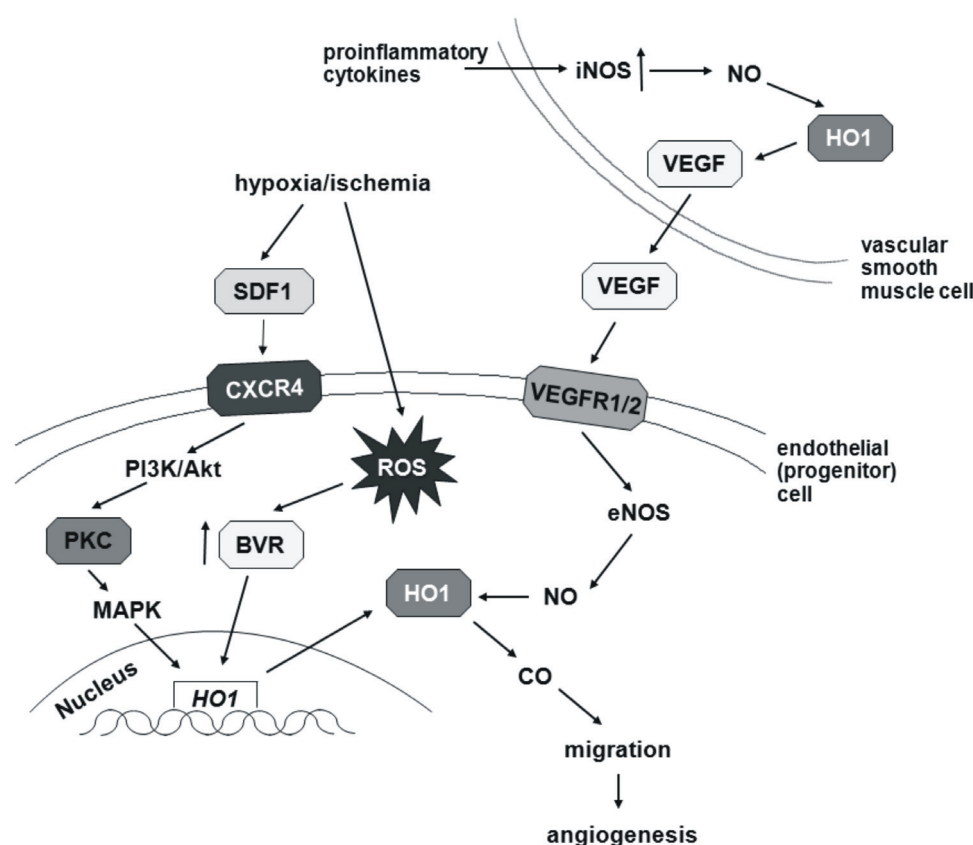 proinflammatory
cytokines
iNOS
NO
HO1
VEGF
hypoxia/ischemia
vascular
smooth
muscle cell
SDF1
VEGF
CXCR4
VEGFR1/2
endothelial
(progenitor)
cell
PI3K/Akt
ROS
eNOS
PKC
BVR
HO1
NO
MAPK
Nucleus
HO1
CO
migration
angiogenesis